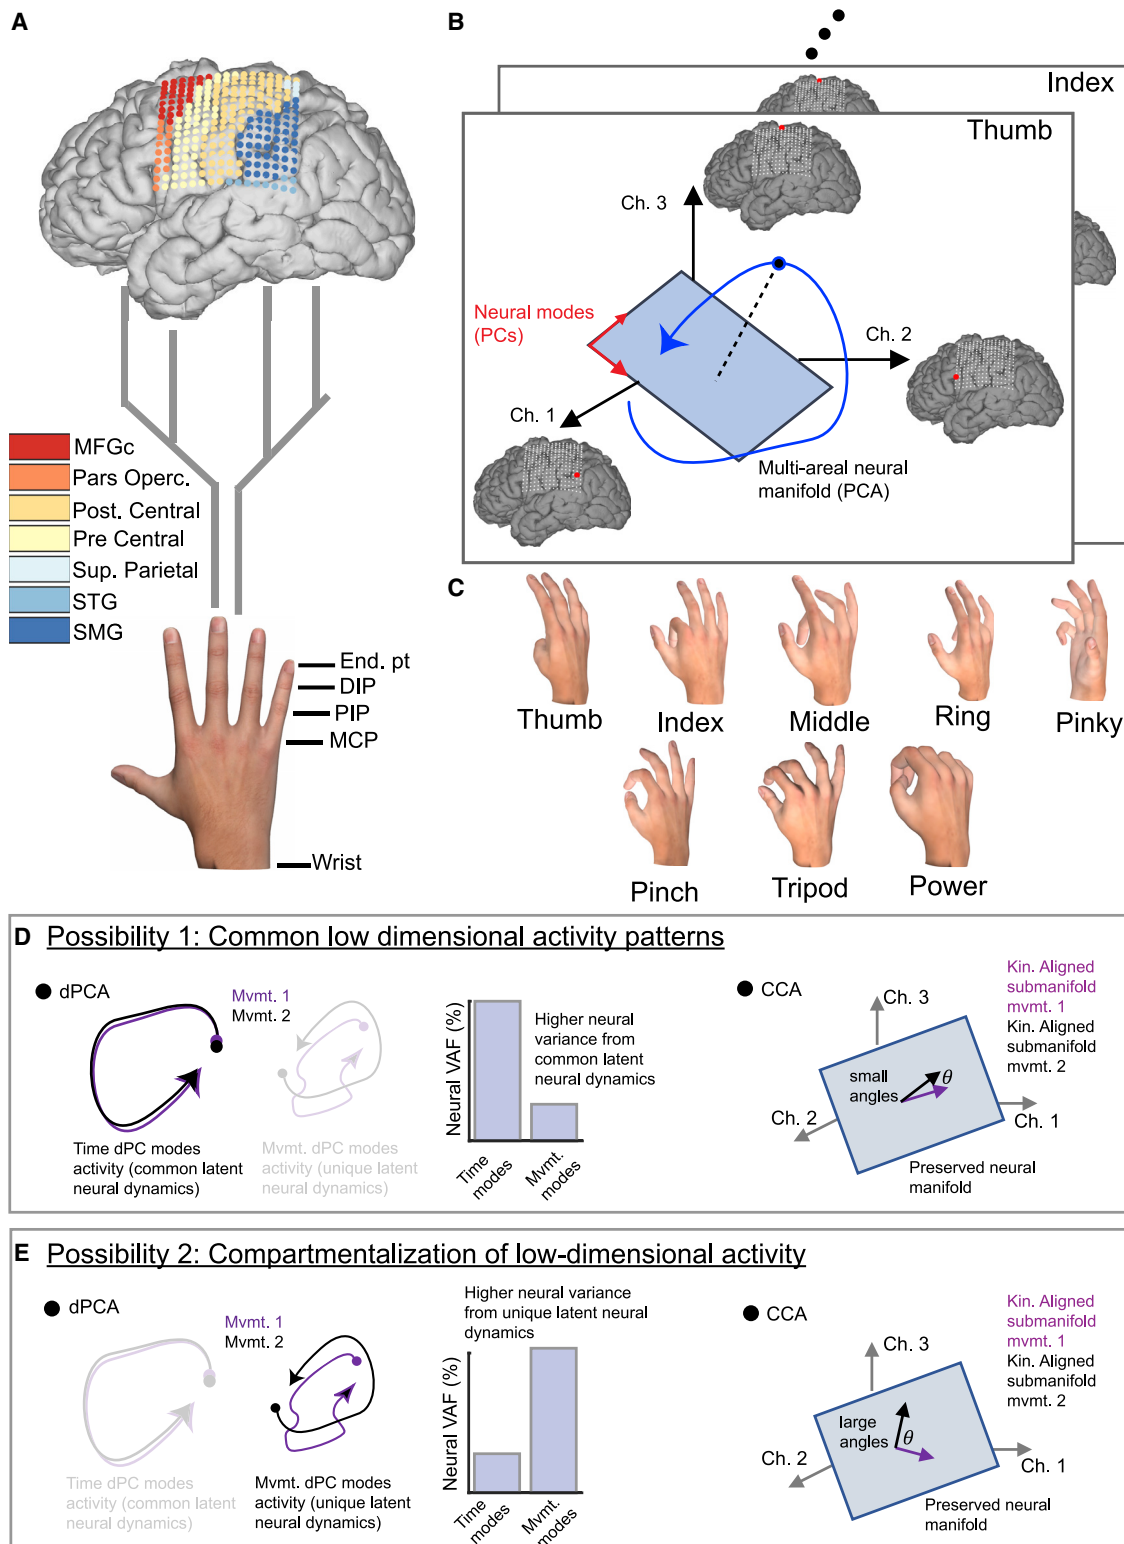 A
MFGc
Pars Operc.
Post. Central
Pre Central
Sup. Parietal
STG
SMG
End. pt
DIP
PIP
MCP
Wrist
B
Index
Thumb
Ch. 3
Neural modes
(PCs)
Ch. 2
Ch. 1
Multi-areal neural
manifold (PCA)
C
Thumb
Index
Middle
Ring
Pinky
Pinch
Tripod
Power
D Possibility 1: Common low dimensional activity patterns
dPCA
Mvmt. 1
Mvmt. 2
Time dPC modes
activity (common latent
neural dynamics)
Mvmt. dPC modes
activity (unique latent
neural dynamics)
Neural VAF (%)
Higher neural
variance from
common latent
neural dynamics
Time
modes
Mvmt.
modes
CCA
Kin. Aligned
submanifold
mvmt. 1
Kin. Aligned
submanifold
mvmt. 2
Ch. 3
small
angles
θ
Ch. 2
Ch. 1
Preserved neural
manifold
E Possibility 2: Compartmentalization of low-dimensional activity
dPCA
Mvmt. 1
Mvmt. 2
Time dPC modes
activity (common latent
neural dynamics)
Mvmt. dPC modes
activity (unique latent
neural dynamics)
Higher neural variance
from unique latent neural
dynamics
Neural VAF (%)
Time
modes
Mvmt.
modes
CCA
Kin. Aligned
submanifold
mvmt. 1
Kin. Aligned
submanifold
mvmt. 2
Ch. 3
large
angles
θ
Ch. 2
Ch. 1
Preserved neural
manifold